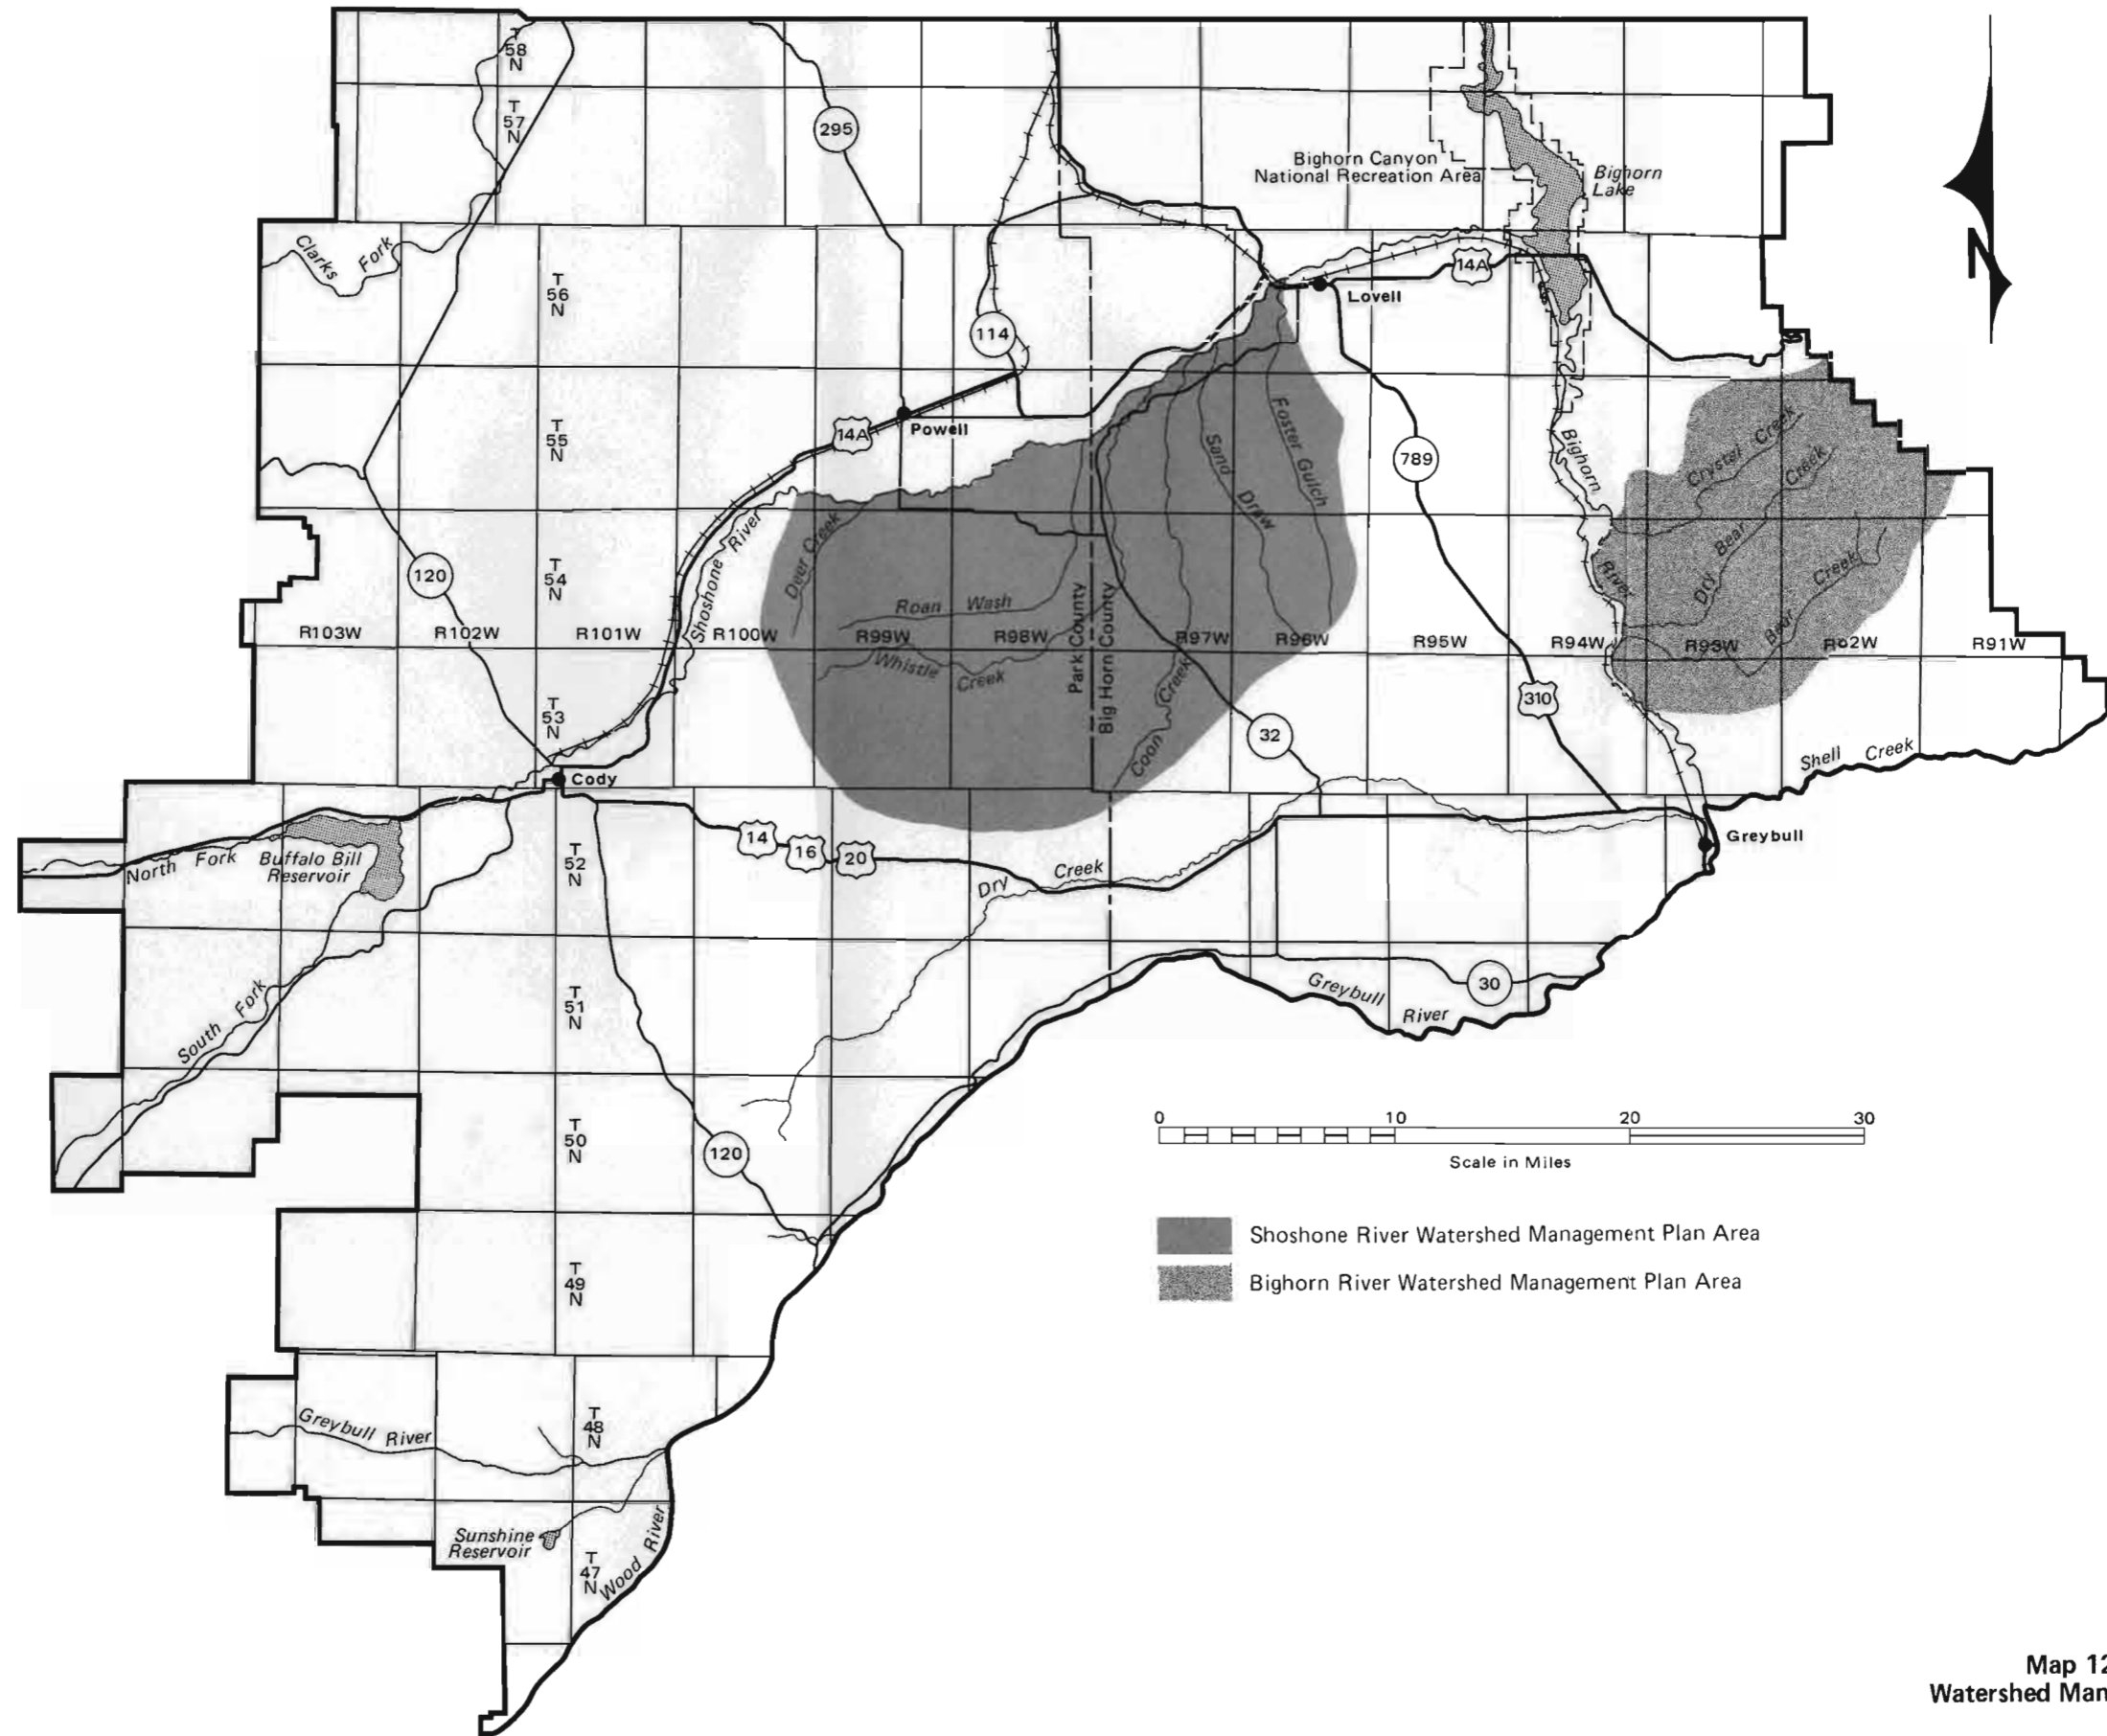 T
58
N
T
57
N
295
Bighorn Canyon
National Recreation Area
Bighorn
Lake
N
Clarks Fork
T
56
N
114
14A
Lovell
T
55
N
14A
Powell
789
Foster Gulch
Sand Draw
Bighorn River
Crystal Creek
Dry Bear Creek
Bear Creek
120
T
54
N
Shoshone River
Deer Creek
Roan Wash
Whistle Creek
Coon Creek
Park County
Big Horn County
R103W
R102W
R101W
R100W
R99W
R98W
R97W
R96W
R95W
R94W
R93W
R92W
R91W
T
53
N
32
310
Shell Creek
Cody
14
16
20
Greybull
North Fork
Buffalo Bill
Reservoir
T
52
N
Dry Creek
South Fork
T
51
N
30
Greybull River
T
50
N
120
0
10
20
30
Scale in Miles
Shoshone River Watershed Management Plan Area
Bighorn River Watershed Management Plan Area
T
49
N
Greybull River
T
48
N
Sunshine
Reservoir
T
47
N
Wood River
Map 12
Watershed Man